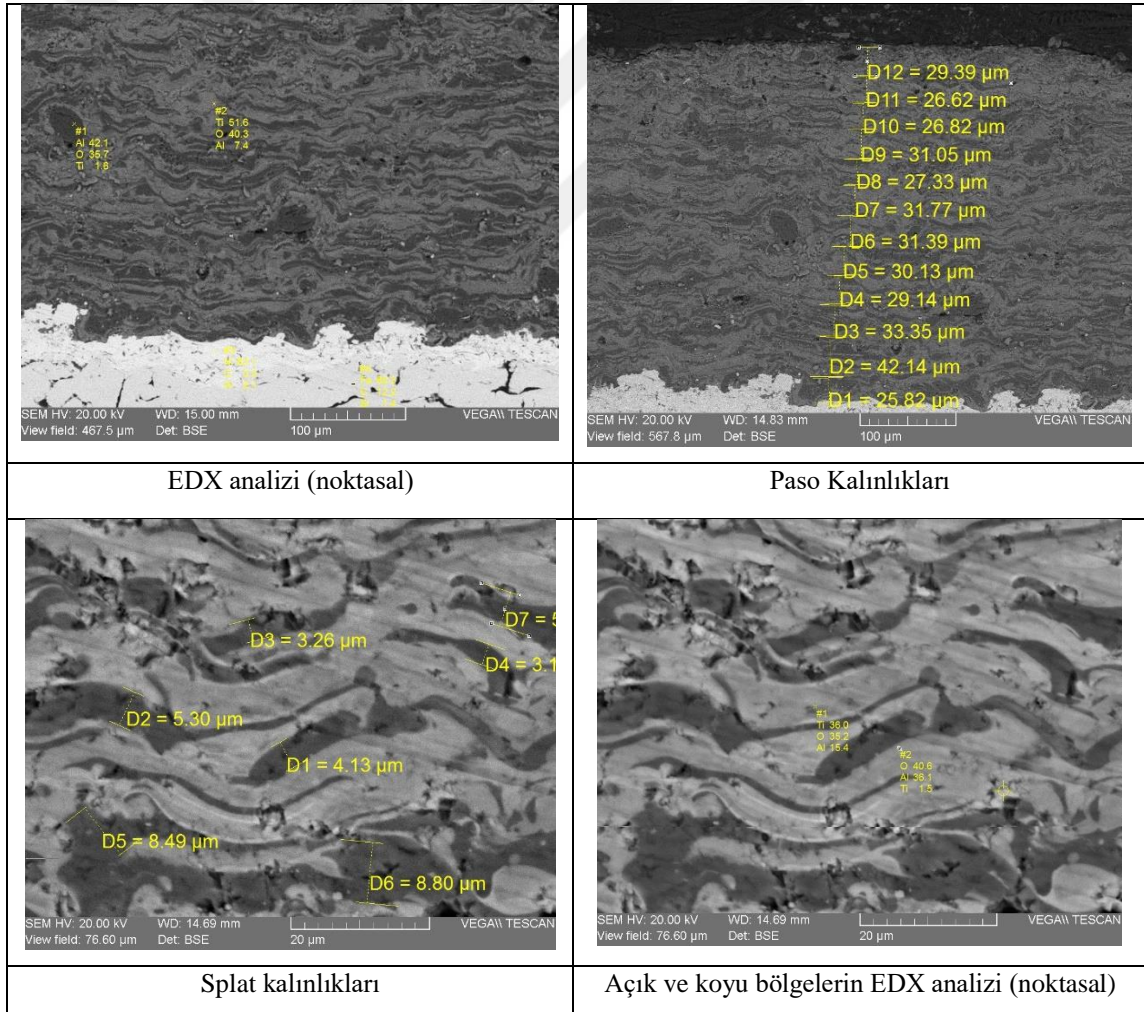 #1
Al 42.1
O 35.7
Ti 1.6
#2
Ti 51.6
O 40.3
Al 7.4
SEM HV: 20.00 kV WD: 15.00 mm VEGA\\ TESCAN
View field: 467.5 µm Det: BSE 100 µm
D12 = 29.39 µm
D11 = 26.62 µm
D10 = 26.82 µm
D9 = 31.05 µm
D8 = 27.33 µm
D7 = 31.77 µm
D6 = 31.39 µm
D5 = 30.13 µm
D4 = 29.14 µm
D3 = 33.35 µm
D2 = 42.14 µm
D1 = 25.82 µm
SEM HV: 20.00 kV WD: 14.83 mm VEGA\\ TESCAN
View field: 567.8 µm Det: BSE 100 µm
EDX analizi (noktasal)
Paso Kalınlıkları
D7 = 5
D3 = 3.26 µm
D4 = 3.1
D2 = 5.30 µm
D1 = 4.13 µm
D5 = 8.49 µm
D6 = 8.80 µm
SEM HV: 20.00 kV WD: 14.69 mm VEGA\\ TESCAN
View field: 76.60 µm Det: BSE 20 µm
#1
Ti 36.0
O 35.2
Al 15.4
#2
O 40.6
Al 36.1
Ti 1.5
SEM HV: 20.00 kV WD: 14.69 mm VEGA\\ TESCAN
View field: 76.60 µm Det: BSE 20 µm
Splat kalınlıkları
Açık ve koyu bölgelerin EDX analizi (noktasal)